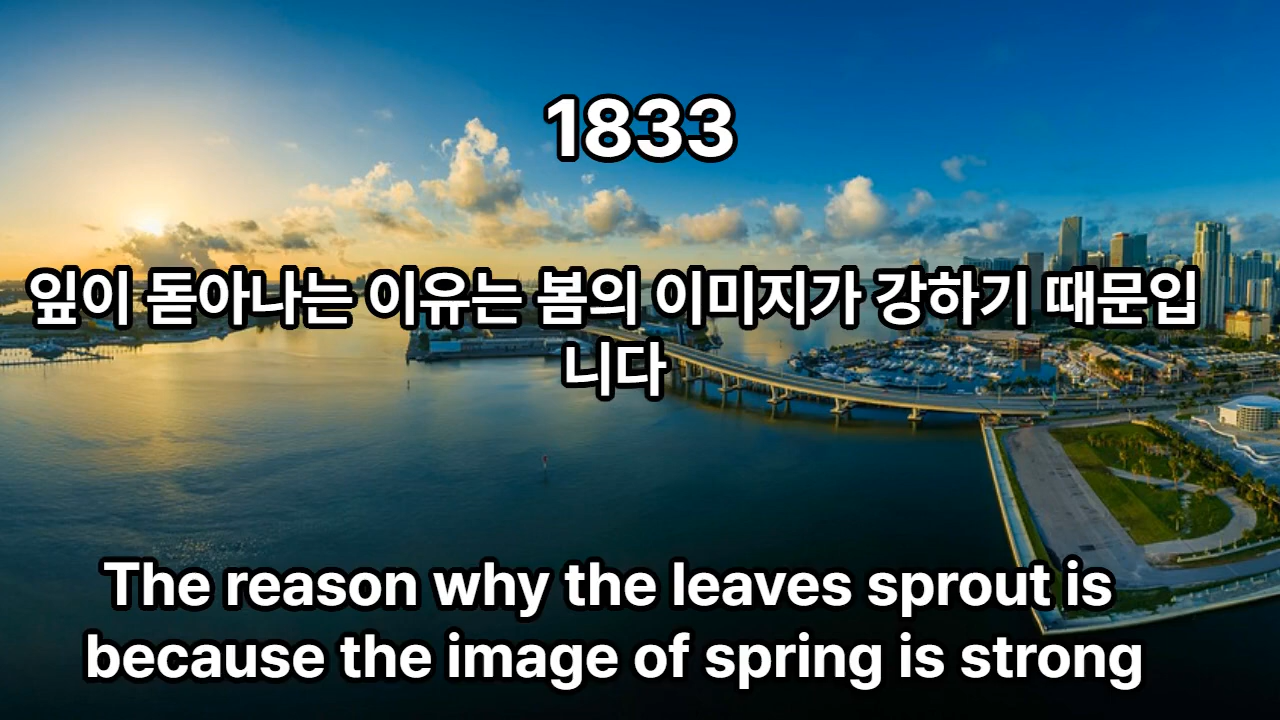 1833
잎이 돋아나는 이유는 봄의 이미지가 강하기 때문입
니다
The reason why the leaves sprout is
because the image of spring is strong